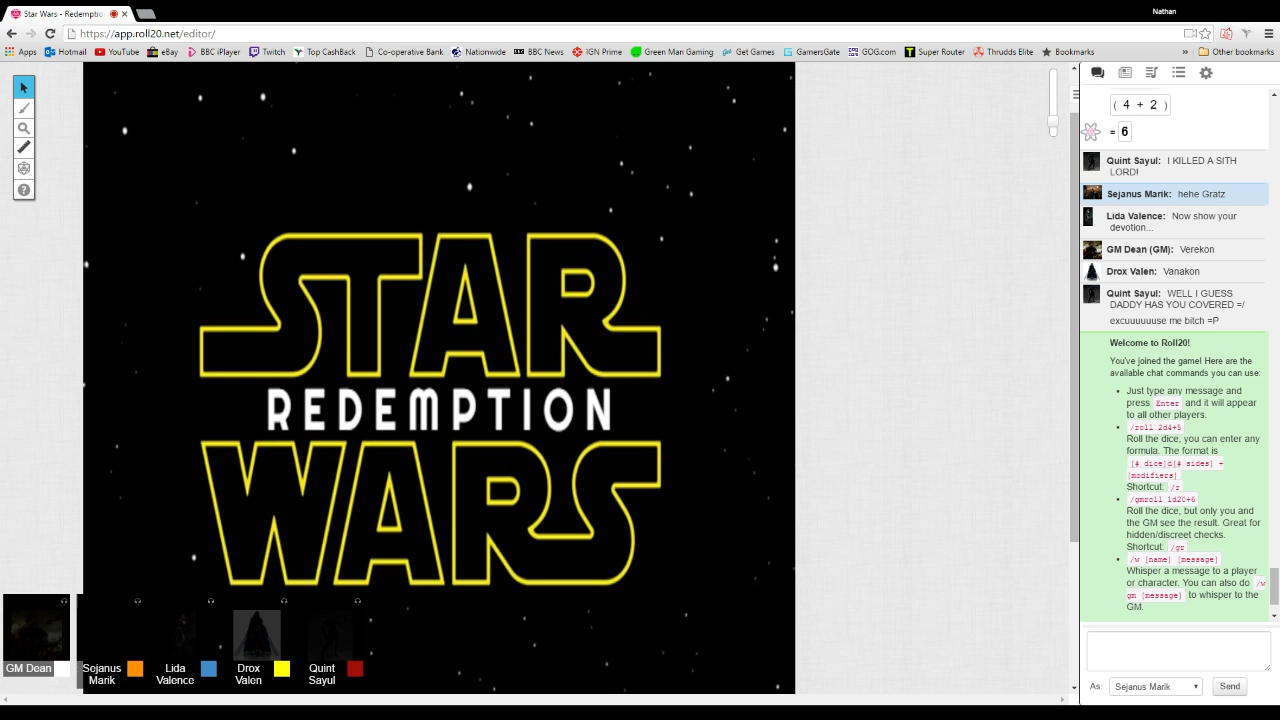 Star Wars - Redemptio
Nathan
https://app.roll20.net/editor/
Apps
Hotmail
YouTube
eBay
BBC iPlayer
Twitch
Top CashBack
Co-operative Bank
Nationwide
BBC News
IGN Prime
Green Man Gaming
Get Games
GamersGate
GOG.com
Super Router
Thrudds Elite
Bookmarks
»
Other bookmarks
STAR
REDEMPTION
WARS
GM Dean
Sejanus
Marik
Lida
Valence
Drox
Valen
Quint
Sayul
( 4 + 2 )
= 6
Quint Sayul: I KILLED A SITH
LORD!
Sejanus Marik: hehe Gratz
Lida Valence: Now show your
devotion...
GM Dean (GM): Verekon
Drox Valen: Vanakon
Quint Sayul: WELL I GUESS
DADDY HAS YOU COVERED =/
excuuuuuuse me bitch =P
Welcome to Roll20!
You've joined the game! Here are the
available chat commands you can use:
Just type any message and
press Enter and it will appear
to all other players.
/roll 2d4+5
Roll the dice, you can enter any
formula. The format is
[# dice]d[# sides] +
[modifiers]
Shortcut: /r
/gmroll 1d20+6
Roll the dice, but only you and
the GM see the result. Great for
hidden/discreet checks.
Shortcut: /gr
/w [name] [message]
Whisper a message to a player
or character. You can also do /w
gm [message] to whisper to the
GM.
As: Sejanus Marik
Send